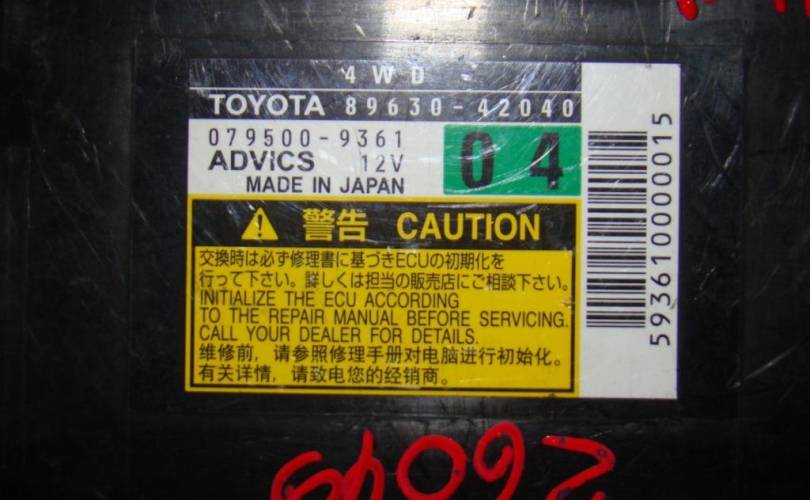 4WD
TOYOTA 89630-42040
079500-9361
ADVICS 12V
MADE IN JAPAN
04
警告 CAUTION
交換時は必ず修理書に基づきECUの初期化を
行って下さい。詳しくは担当の販売店にご相談下さい。
INITIALIZE THE ECU ACCORDING
TO THE REPAIR MANUAL BEFORE SERVICING.
CALL YOUR DEALER FOR DETAILS.
维修前，请参照修理手册对电脑进行初始化。
有关详情，请致电您的经销商。
593610000015